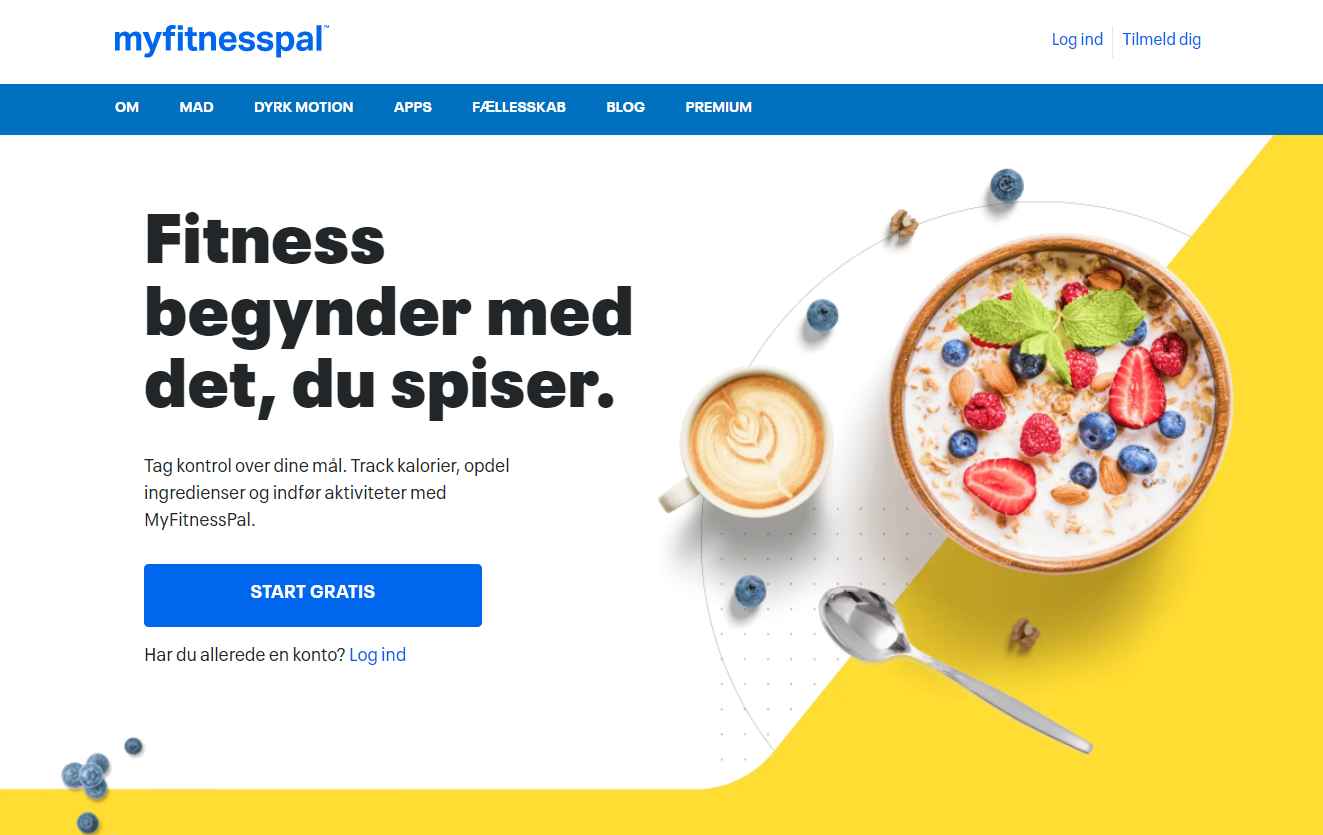 myfitnesspal™
Log ind Tilmeld dig
OM MAD DYRK MOTION APPS FÆLLESSKAB BLOG PREMIUM
Fitness
begynder med
det, du spiser.
Tag kontrol over dine mål. Track kalorier, opdel
ingredienser og indfør aktiviteter med
MyFitnessPal.
START GRATIS
Har du allerede en konto? Log ind